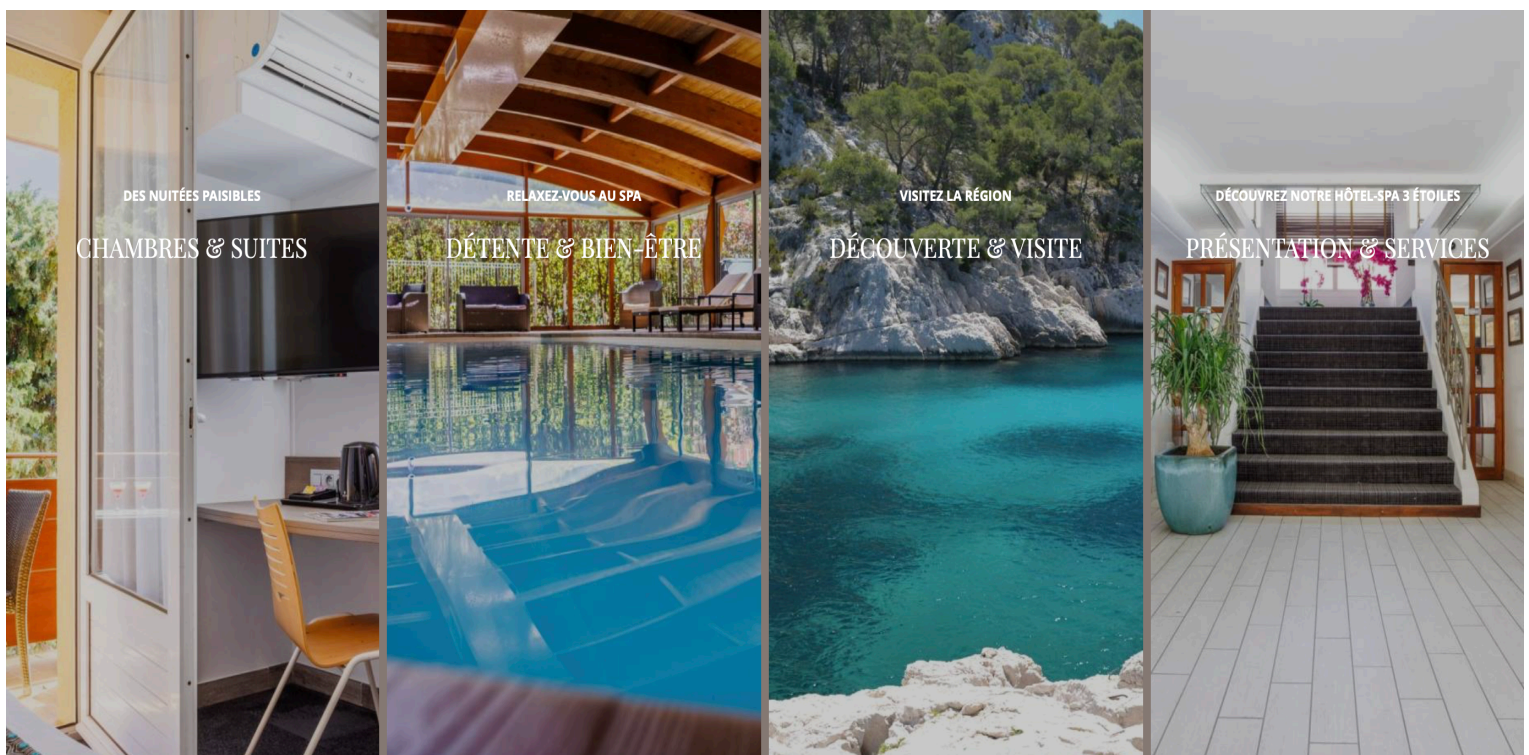 DES NUITÉES PAISIBLES
CHAMBRES & SUITES
RELAXEZ-VOUS AU SPA
DÉTENTE & BIEN-ÊTRE
VISITEZ LA RÉGION
DÉCOUVERTE & VISITE
DÉCOUVREZ NOTRE HÔTEL-SPA 3 ÉTOILES
PRÉSENTATION & SERVICES